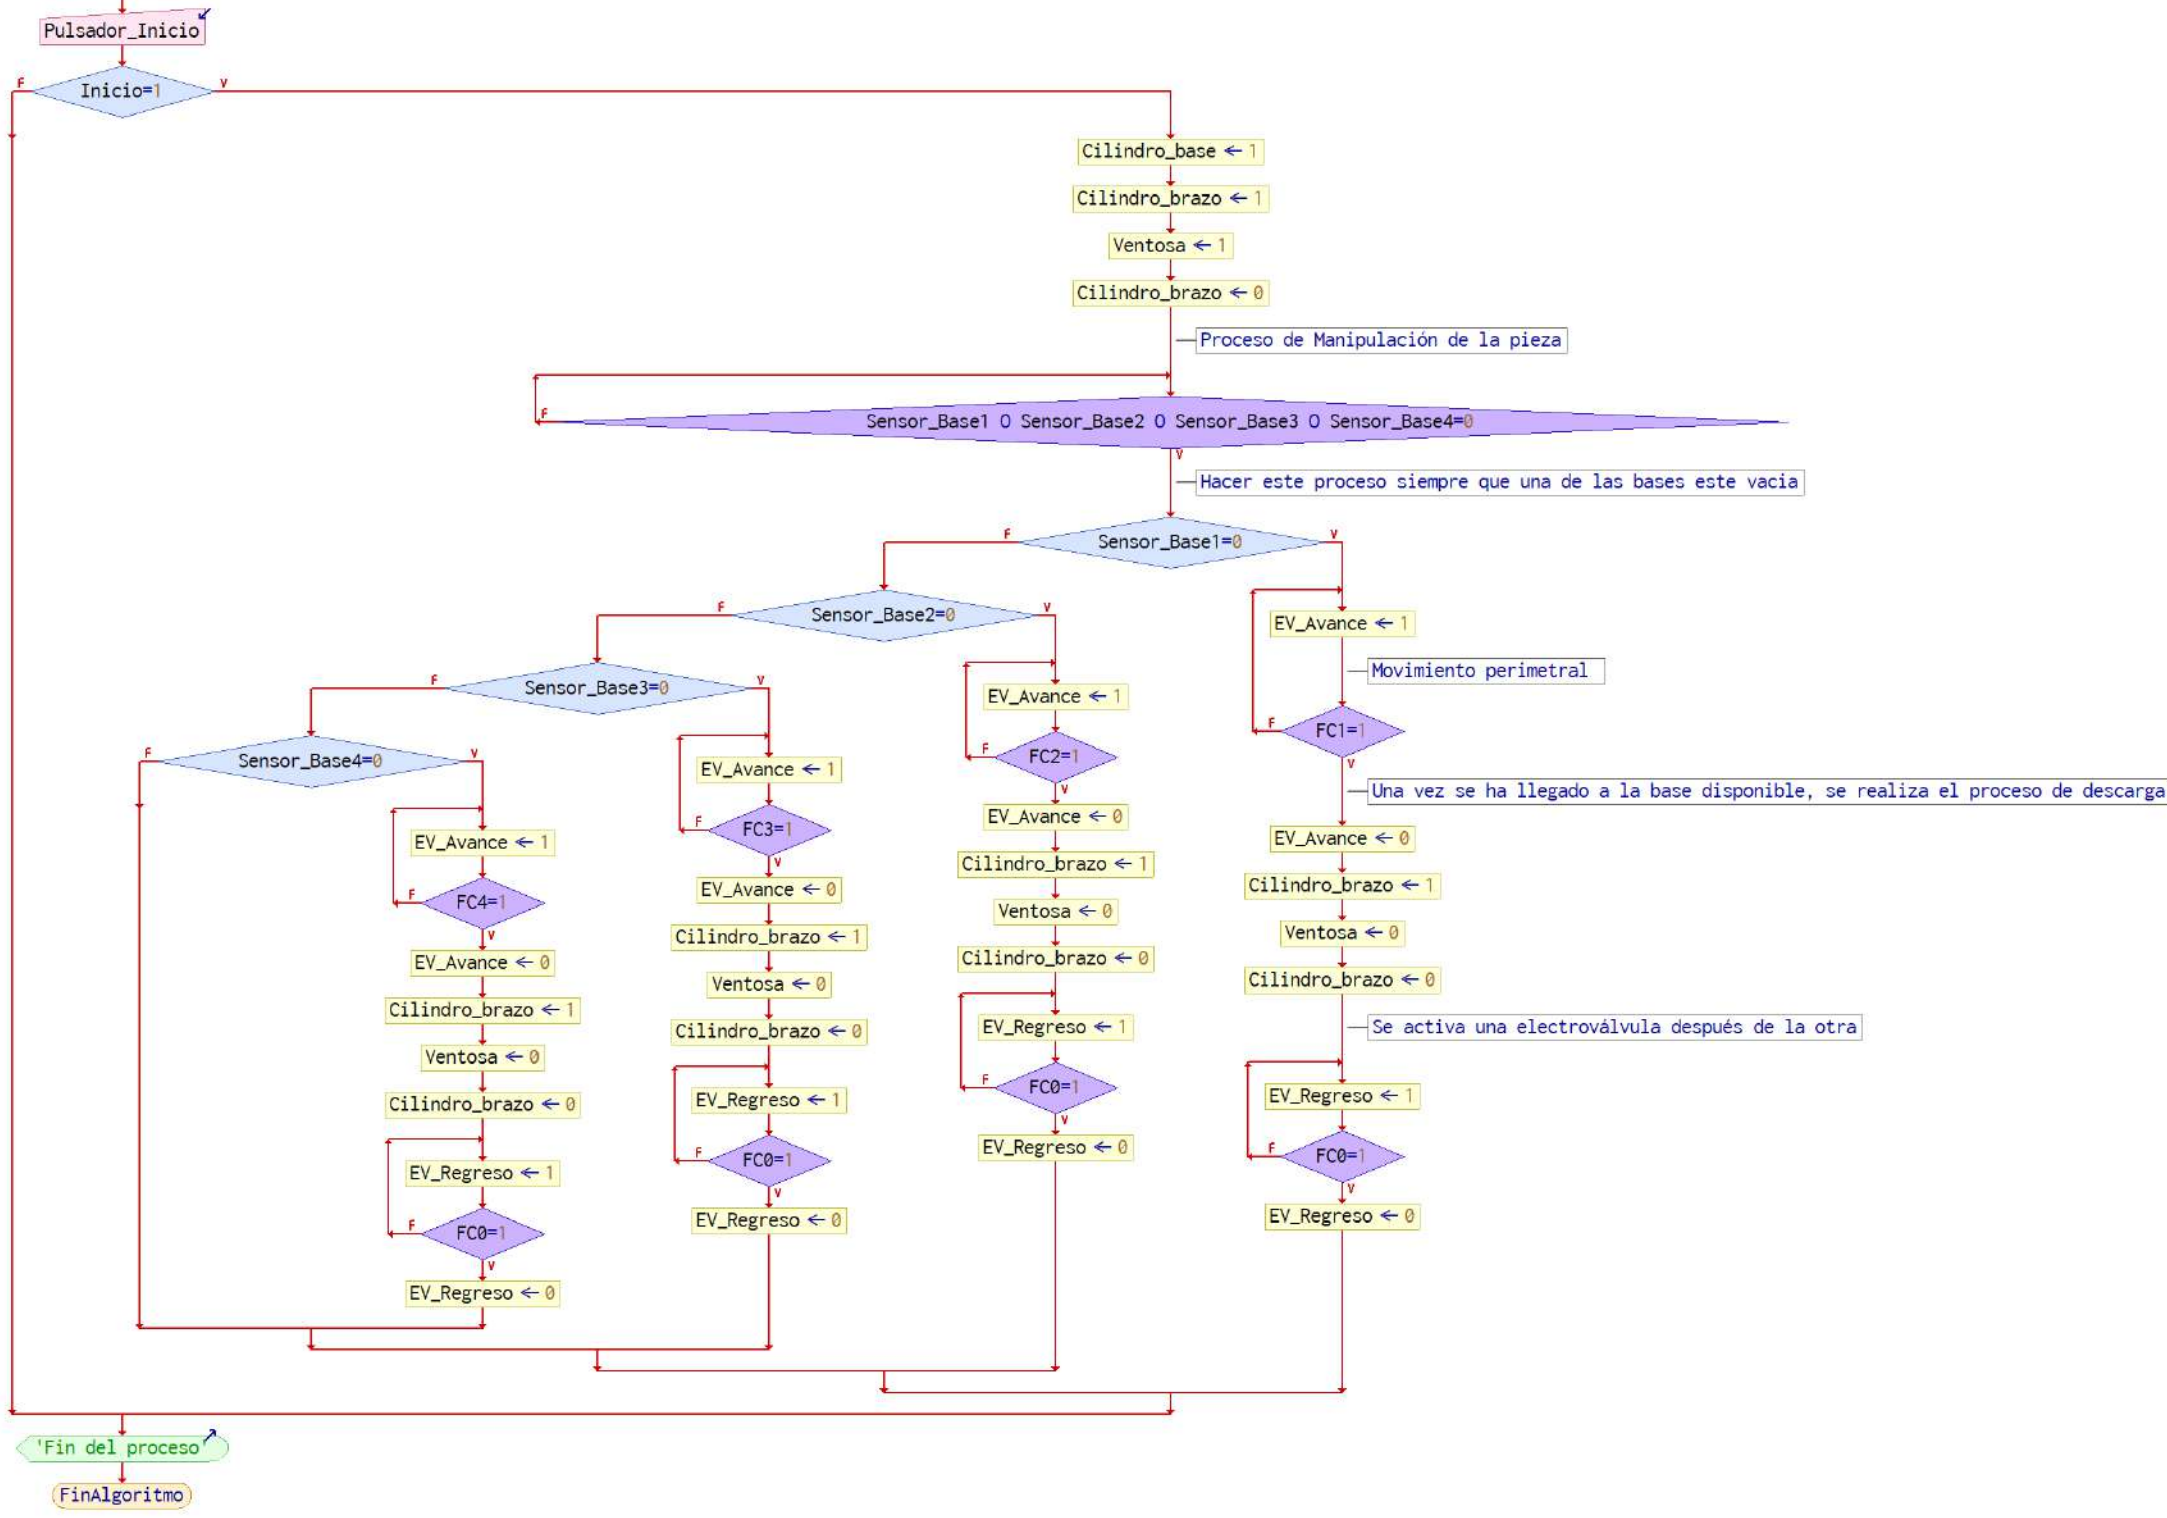 Pulsador_Inicio
F
Inicio=1
V
Cilindro_base ← 1
Cilindro_brazo ← 1
Ventosa ← 1
Cilindro_brazo ← 0
Proceso de Manipulación de la pieza
F
Sensor_Base1 O Sensor_Base2 O Sensor_Base3 O Sensor_Base4=0
V
Hacer este proceso siempre que una de las bases este vacia
F
Sensor_Base1=0
V
EV_Avance ← 1
Movimiento perimetral
F
FC1=1
V
Una vez se ha llegado a la base disponible, se realiza el proceso de descarga
EV_Avance ← 0
Cilindro_brazo ← 1
Ventosa ← 0
Cilindro_brazo ← 0
Se activa una electroválvula después de la otra
EV_Regreso ← 1
F
FC0=1
V
EV_Regreso ← 0
F
Sensor_Base2=0
V
EV_Avance ← 1
F
FC2=1
V
EV_Avance ← 0
Cilindro_brazo ← 1
Ventosa ← 0
Cilindro_brazo ← 0
EV_Regreso ← 1
F
FC0=1
V
EV_Regreso ← 0
F
Sensor_Base3=0
V
EV_Avance ← 1
F
FC3=1
V
EV_Avance ← 0
Cilindro_brazo ← 1
Ventosa ← 0
Cilindro_brazo ← 0
EV_Regreso ← 1
F
FC0=1
V
EV_Regreso ← 0
F
Sensor_Base4=0
V
EV_Avance ← 1
F
FC4=1
V
EV_Avance ← 0
Cilindro_brazo ← 1
Ventosa ← 0
Cilindro_brazo ← 0
EV_Regreso ← 1
F
FC0=1
V
EV_Regreso ← 0
'Fin del proceso'
FinAlgoritmo